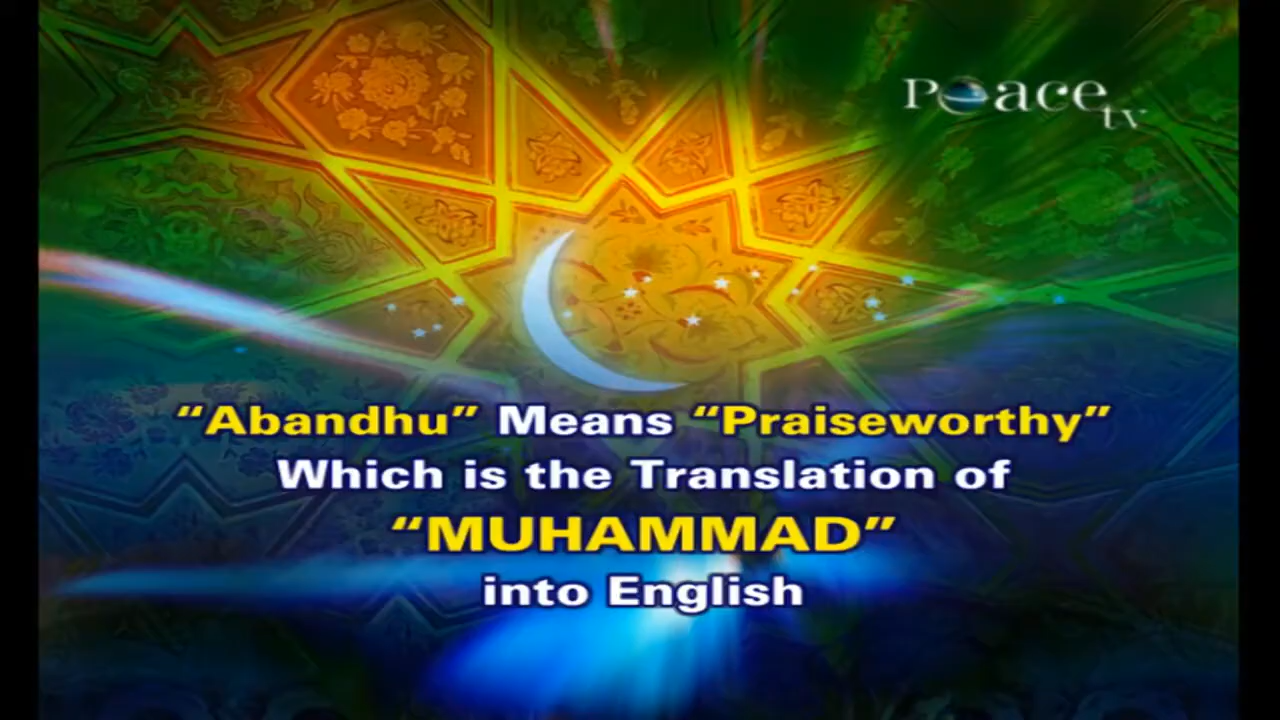 Peace tv
“Abandhu” Means “Praiseworthy”
Which is the Translation of
“MUHAMMAD”
into English